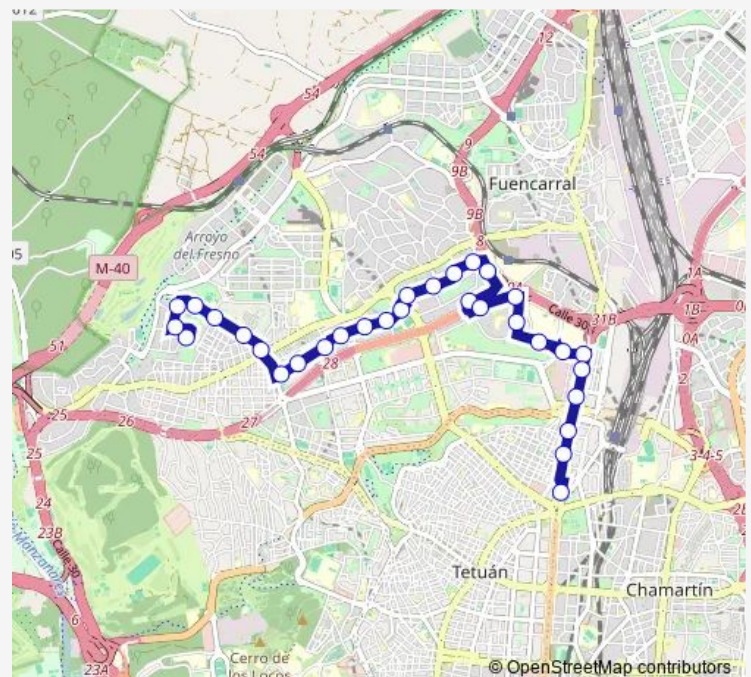 612
54
12
54
9
9B
Fuencarral
9B
Arroyo
del Fresno
8
05
M-40
1A
Calle 30
31B
1B
0A
51
28
2
25
26
27
25
3-4-5
24
23B
Calle 30
Manzanares
Tetuán
Chamartín
6
23A
Cerro de
los Locos
© OpenStreetMap contributors